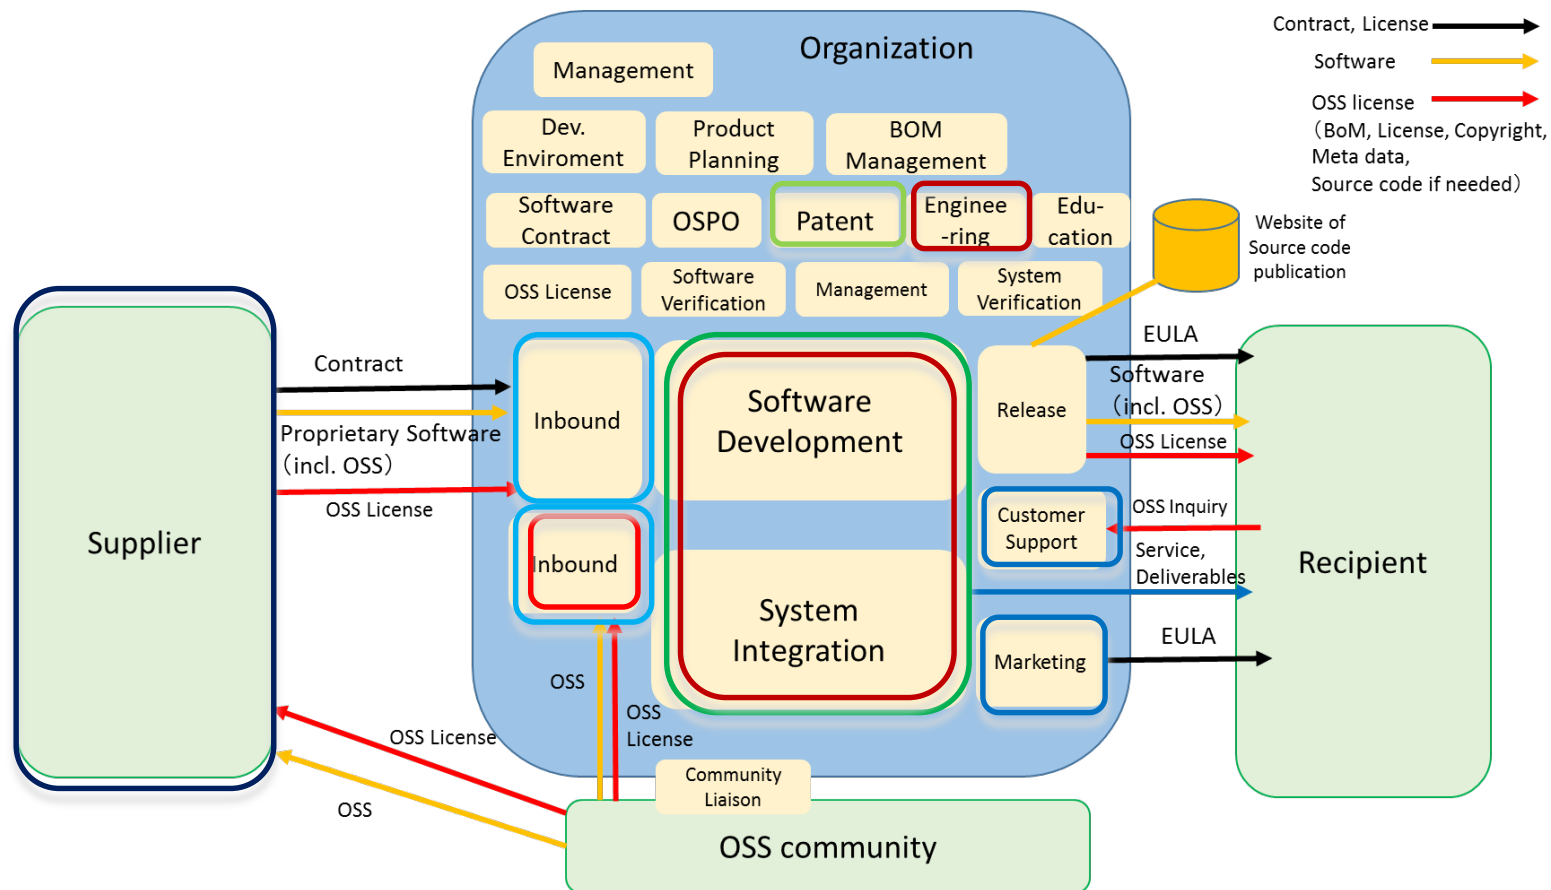 Organization
Management
Dev.
Enviroment
Product
Planning
BOM
Management
Software
Contract
OSPO
Patent
Enginee
-ring
Edu-
cation
OSS License
Software
Verification
Management
System
Verification
Contract, License
Software
OSS license
（BoM, License, Copyright,
Meta data,
Source code if needed）
Website of
Source code
publication
Supplier
Contract
Proprietary Software
（incl. OSS）
OSS License
Inbound
Inbound
Software
Development
System
Integration
Release
Customer
Support
Marketing
EULA
Software
（incl. OSS）
OSS License
OSS Inquiry
Service,
Deliverables
EULA
Recipient
OSS
OSS
License
OSS License
OSS
Community
Liaison
OSS community